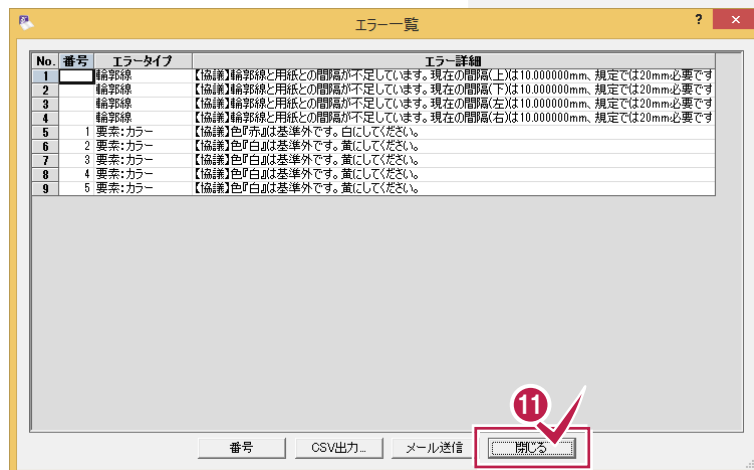 エラー一覧
? x
No. 番号 エラータイプ エラー詳細
1 輪郭線 【協議】輪郭線と用紙との間隔が不足しています。現在の間隔(上)は10.000000mm、規定では20mm必要です
2 輪郭線 【協議】輪郭線と用紙との間隔が不足しています。現在の間隔(下)は10.000000mm、規定では20mm必要です
3 輪郭線 【協議】輪郭線と用紙との間隔が不足しています。現在の間隔(左)は10.000000mm、規定では20mm必要です
4 輪郭線 【協議】輪郭線と用紙との間隔が不足しています。現在の間隔(右)は10.000000mm、規定では20mm必要です
5 1 要素:カラー 【協議】色『赤』は基準外です。白にしてください。
6 2 要素:カラー 【協議】色『白』は基準外です。黄にしてください。
7 3 要素:カラー 【協議】色『白』は基準外です。黄にしてください。
8 4 要素:カラー 【協議】色『白』は基準外です。黄にしてください。
9 5 要素:カラー 【協議】色『白』は基準外です。黄にしてください。
11
番号 CSV出力... メール送信 閉じる